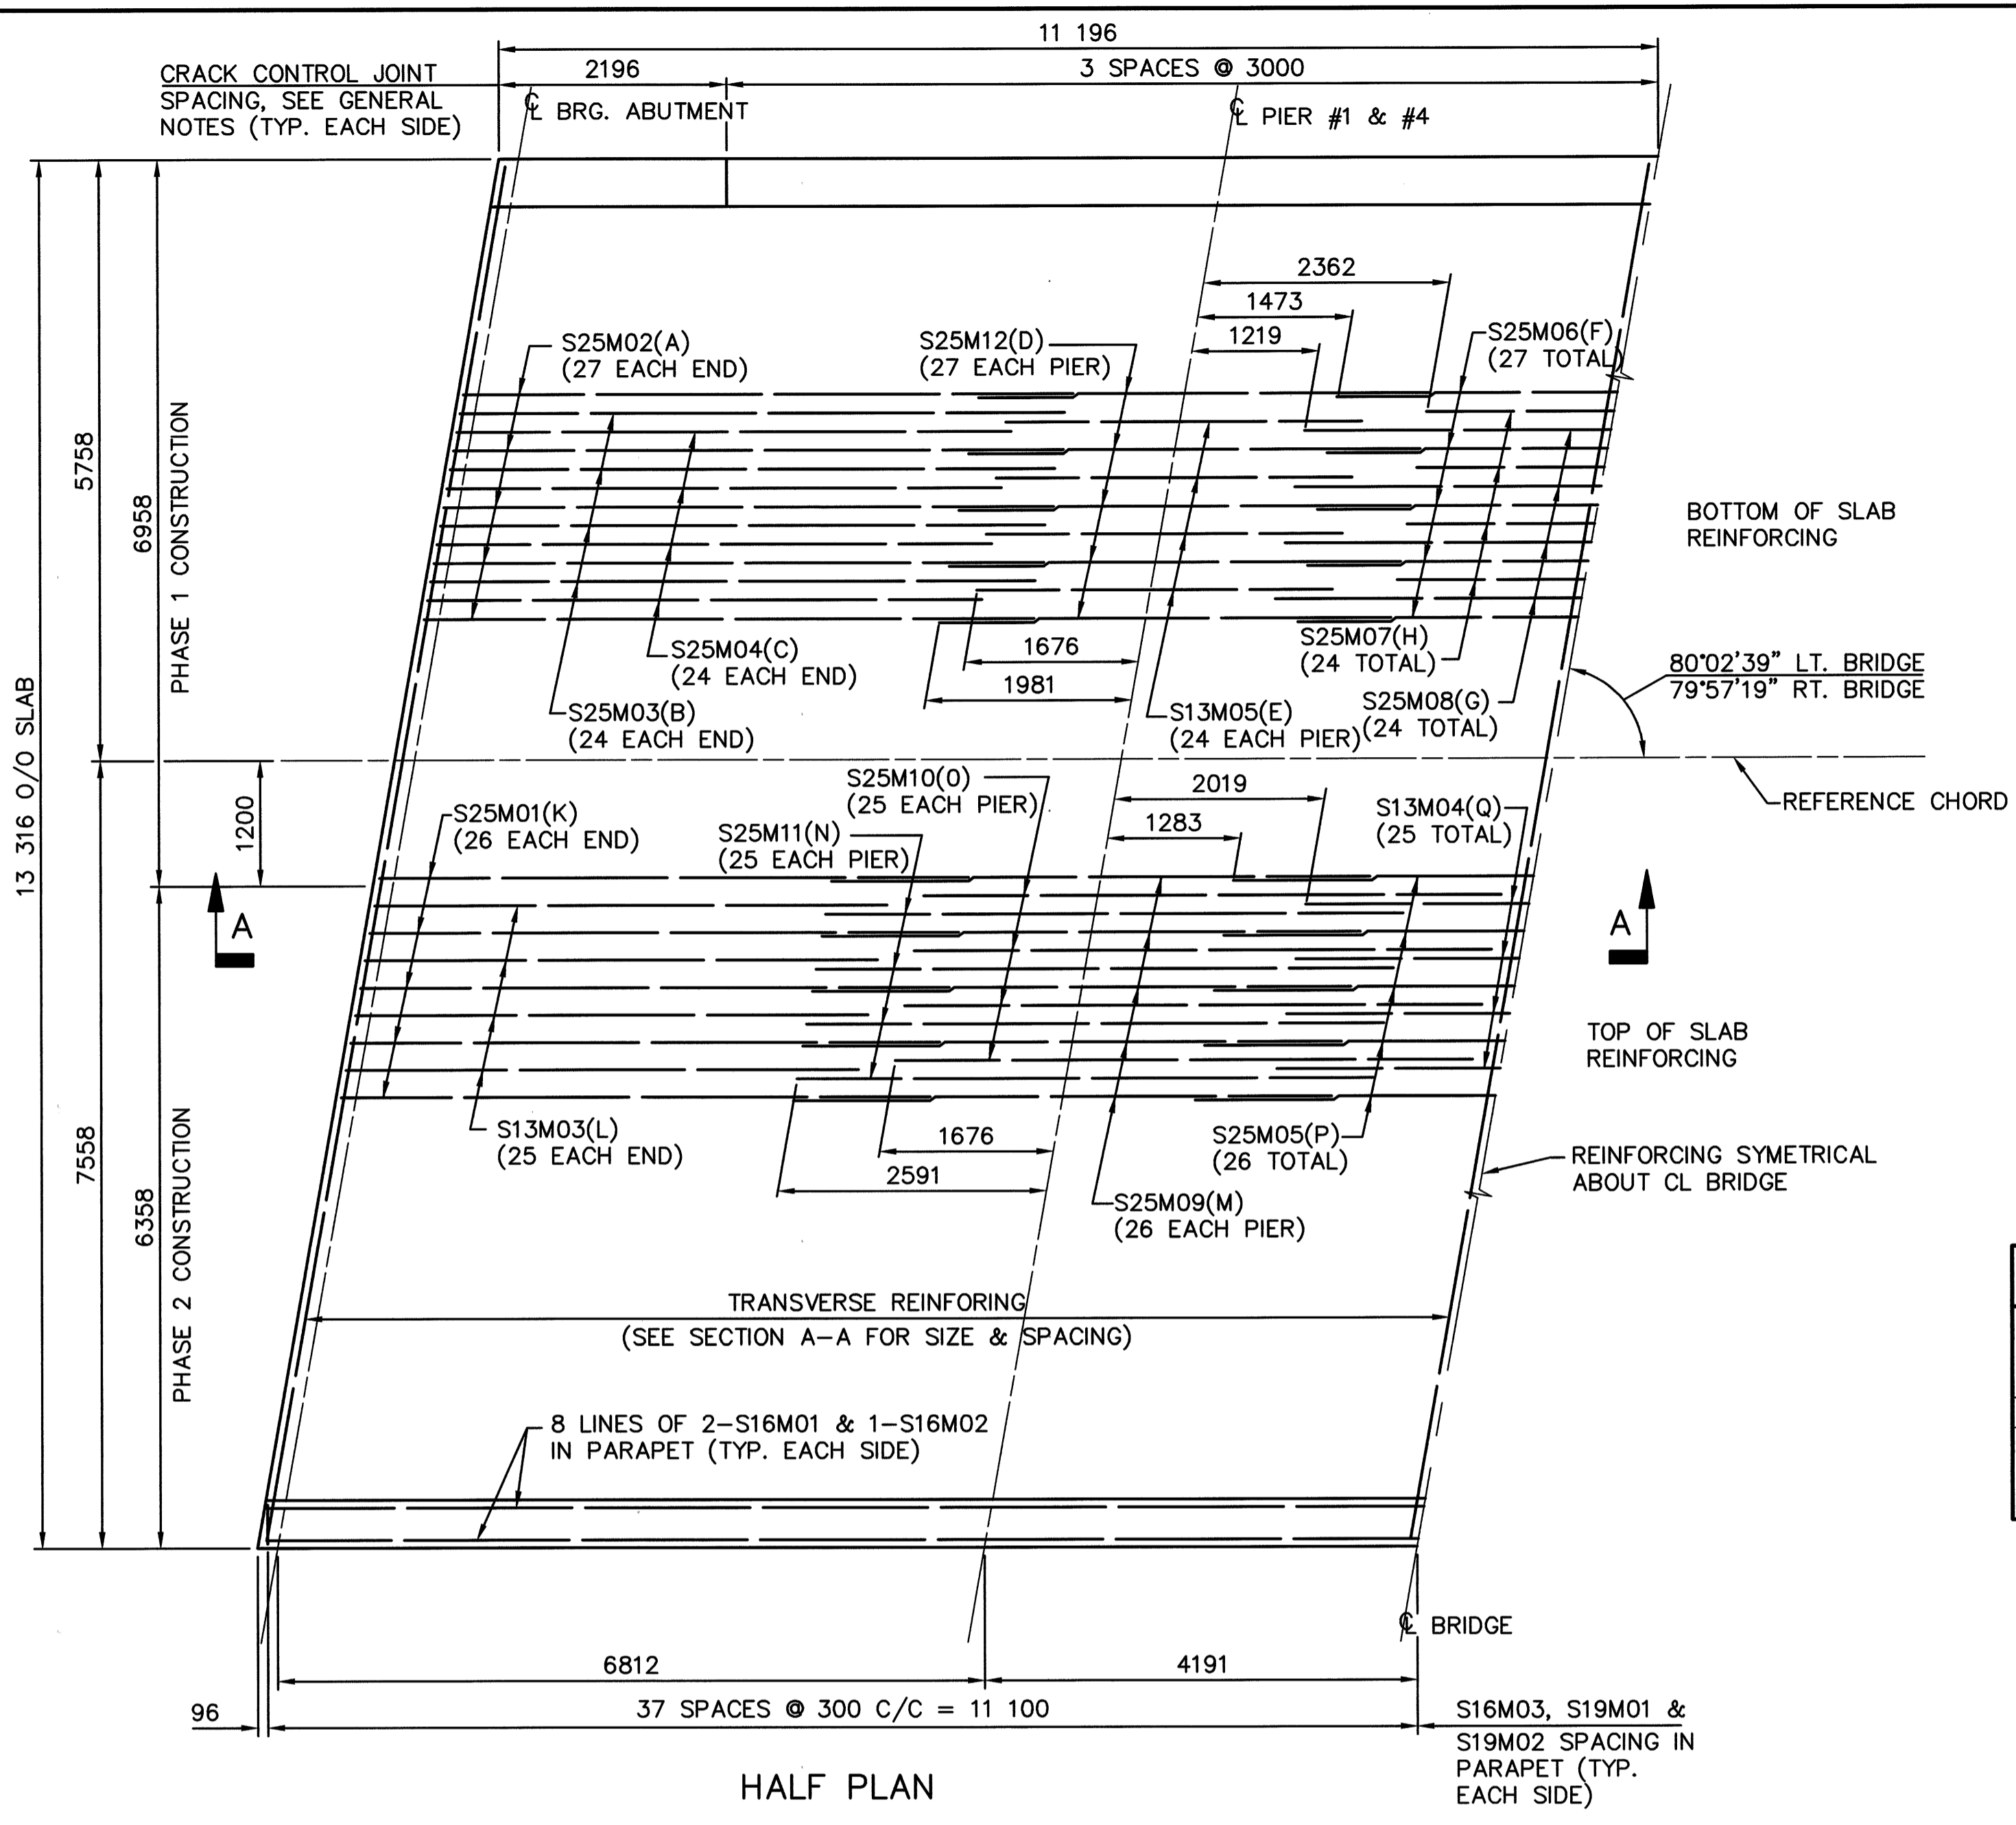 11 196
CRACK CONTROL JOINT
SPACING, SEE GENERAL
NOTES (TYP. EACH SIDE)
2196
3 SPACES @ 3000
℄ BRG. ABUTMENT
℄ PIER #1 & #4
2362
1473
1219
S25M02(A)
(27 EACH END)
S25M12(D)
(27 EACH PIER)
S25M06(F)
(27 TOTAL)
5758
6958
PHASE 1 CONSTRUCTION
13 316 O/O SLAB
BOTTOM OF SLAB
REINFORCING
S25M04(C)
(24 EACH END)
1676
1981
S25M07(H)
(24 TOTAL)
80°02'39" LT. BRIDGE
79°57'19" RT. BRIDGE
S25M03(B)
(24 EACH END)
S13M05(E)
(24 EACH PIER)
S25M08(G)
(24 TOTAL)
1200
S25M10(O)
(25 EACH PIER)
2019
1283
S13M04(Q)
(25 TOTAL)
REFERENCE CHORD
S25M01(K)
(26 EACH END)
S25M11(N)
(25 EACH PIER)
A
A
TOP OF SLAB
REINFORCING
7558
6358
PHASE 2 CONSTRUCTION
S13M03(L)
(25 EACH END)
1676
2591
S25M05(P)
(26 TOTAL)
REINFORCING SYMETRICAL
ABOUT CL BRIDGE
S25M09(M)
(26 EACH PIER)
TRANSVERSE REINFORING
(SEE SECTION A-A FOR SIZE & SPACING)
8 LINES OF 2-S16M01 & 1-S16M02
IN PARAPET (TYP. EACH SIDE)
℄ BRIDGE
6812
4191
96
37 SPACES @ 300 C/C = 11 100
S16M03, S19M01 &
S19M02 SPACING IN
PARAPET (TYP.
EACH SIDE)
HALF PLAN